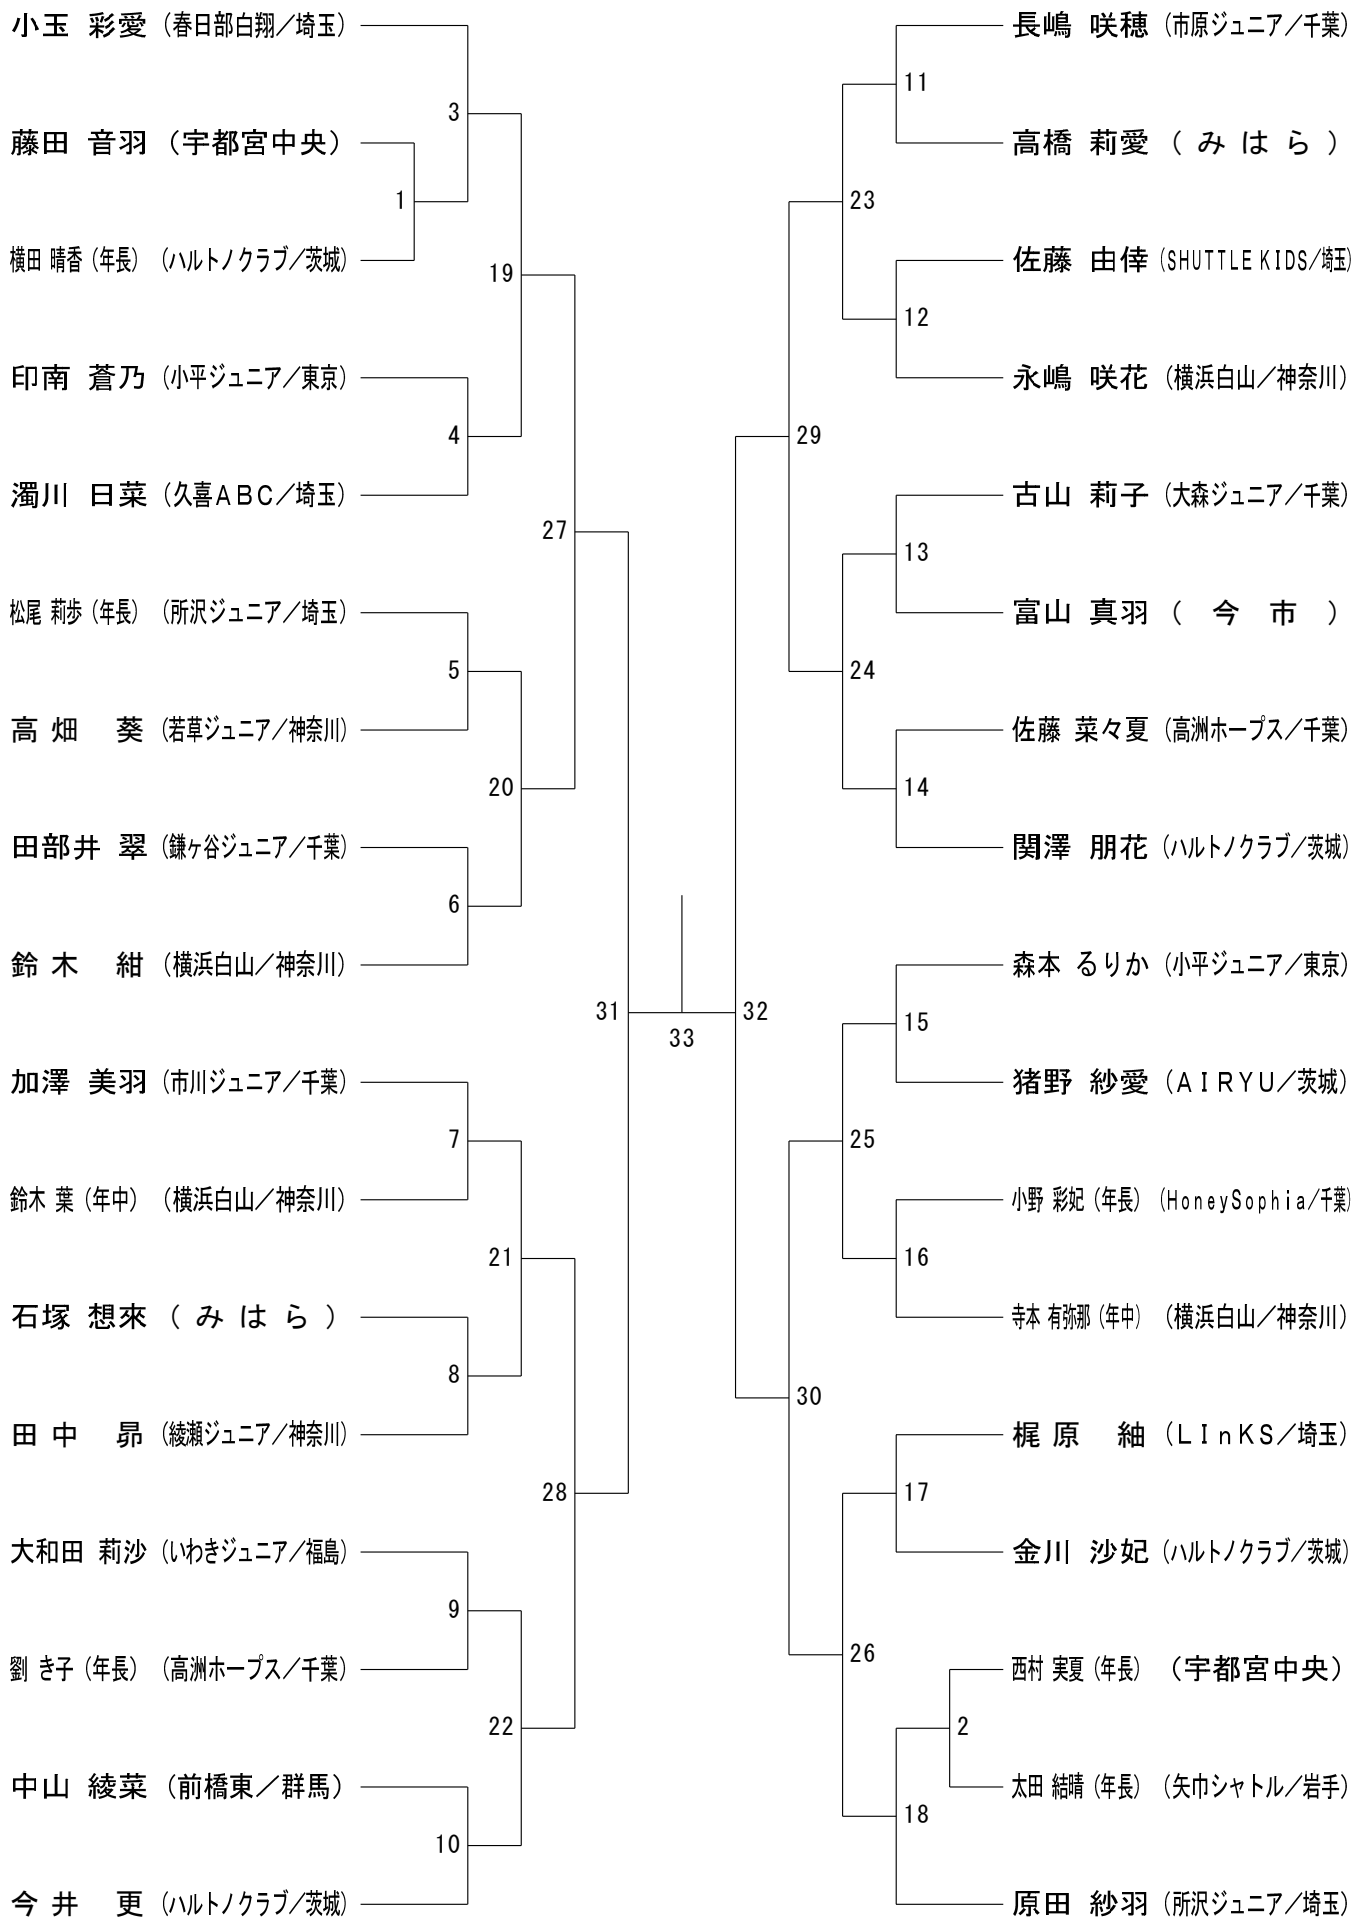 小玉 彩愛 (春日部白翔／埼玉)
3
藤田 音羽 (宇都宮中央)
1
横田 晴香 (年長) (ハルトノクラブ／茨城)
19
印南 蒼乃 (小平ジュニア／東京)
4
濁川 日菜 (久喜ＡＢＣ／埼玉)
27
松尾 莉歩 (年長) (所沢ジュニア／埼玉)
5
高畑 葵 (若草ジュニア／神奈川)
20
田部井 翠 (鎌ヶ谷ジュニア／千葉)
6
鈴木 紺 (横浜白山／神奈川)
31
33
加澤 美羽 (市川ジュニア／千葉)
7
鈴木 葉 (年中) (横浜白山／神奈川)
21
石塚 想來 (みはら)
8
田中 昴 (綾瀬ジュニア／神奈川)
28
大和田 莉沙 (いわきジュニア／福島)
9
劉 き子 (年長) (高洲ホープス／千葉)
22
中山 綾菜 (前橋東／群馬)
10
今井 更 (ハルトノクラブ／茨城)
長嶋 咲穂 (市原ジュニア／千葉)
11
高橋 莉愛 (みはら)
23
佐藤 由倖 (SHUTTLE KIDS／埼玉)
12
永嶋 咲花 (横浜白山／神奈川)
29
古山 莉子 (大森ジュニア／千葉)
13
富山 真羽 (今市)
24
佐藤 菜々夏 (高洲ホープス／千葉)
14
関澤 朋花 (ハルトノクラブ／茨城)
森本 るりか (小平ジュニア／東京)
32
15
猪野 紗愛 (ＡＩＲＹＵ／茨城)
25
小野 彩妃 (年長) (HoneySophia／千葉)
16
寺本 有弥那 (年中) (横浜白山／神奈川)
30
梶原 紬 (ＬＩｎＫＳ／埼玉)
17
金川 沙妃 (ハルトノクラブ／茨城)
26
西村 実夏 (年長) (宇都宮中央)
2
太田 結晴 (年長) (矢巾シャトル／岩手)
18
原田 紗羽 (所沢ジュニア／埼玉)